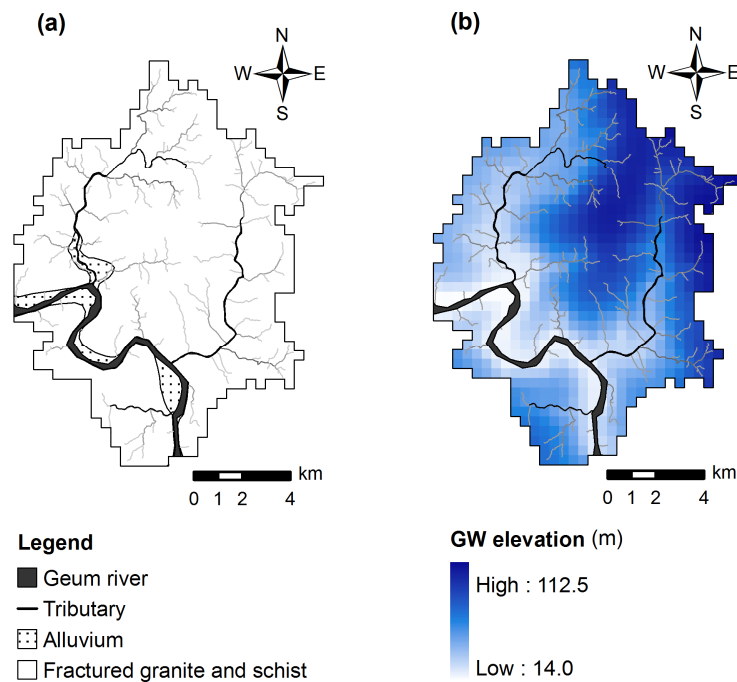 (a)
N
W E
S
km
0 1 2 4
Legend
Geum river
Tributary
Alluvium
Fractured granite and schist
(b)
N
W E
S
km
0 1 2 4
GW elevation (m)
High : 112.5
Low : 14.0